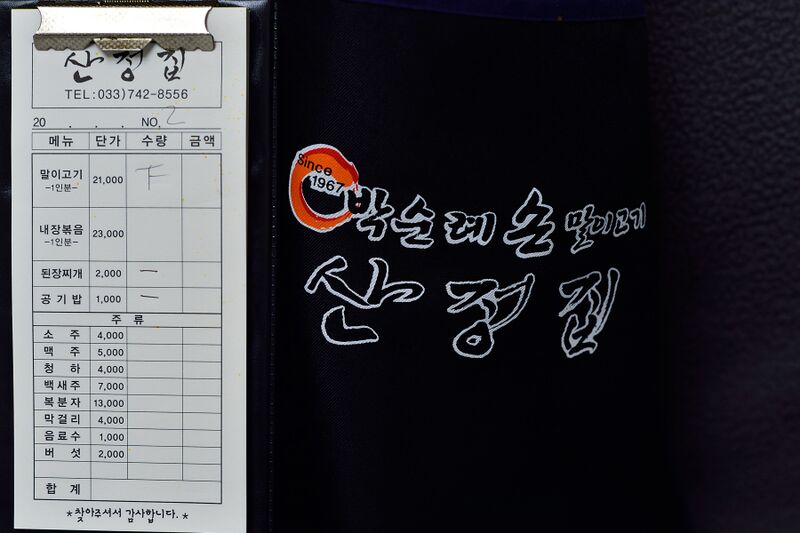 산정집
TEL:033)742-8556
20 . . . NO. 2
메뉴 단가 수량 금액
말이고기 -1인분- 21,000 下
내장볶음 -1인분- 23,000
된장찌개 2,000 一
공기밥 1,000 一
주류
소주 4,000
맥주 5,000
청하 4,000
백새주 7,000
복분자 13,000
막걸리 4,000
음료수 1,000
버섯 2,000
합계
*찾아주셔서 감사합니다.*
Since
1967
박순례 손 말이고기
산정집